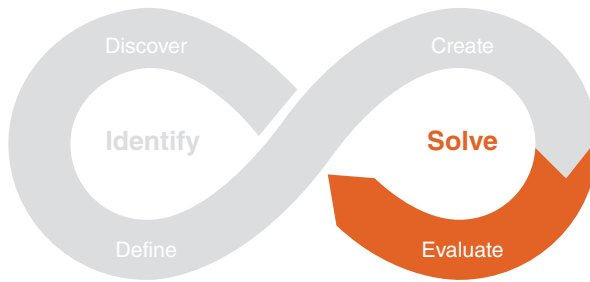 Discover
Create
Identify
Solve
Define
Evaluate